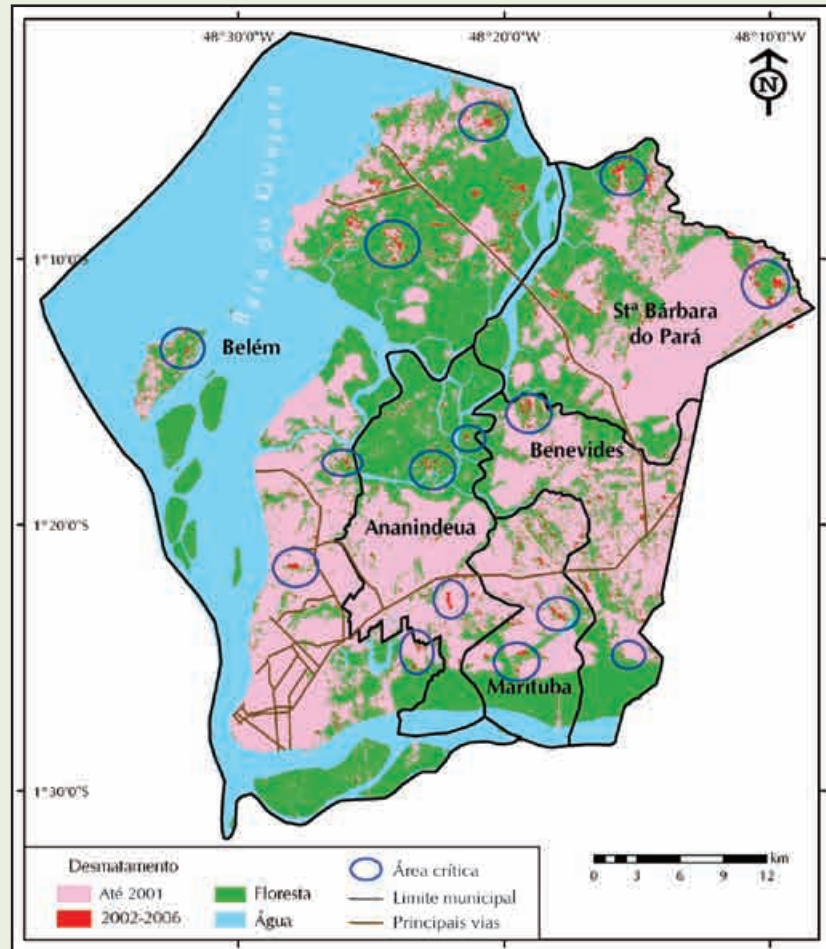 48°30'0"W
48°20'0"W
48°10'0"W
N
Baía do Guajará
1°10'0"S
Stª Bárbara
do Pará
Belém
Benevides
Ananindeua
1°20'0"S
Marituba
1°30'0"S
Desmatamento
Até 2001
2002-2006
Floresta
Água
Área crítica
Limite municipal
Principais vias
km
0 3 6 9 12